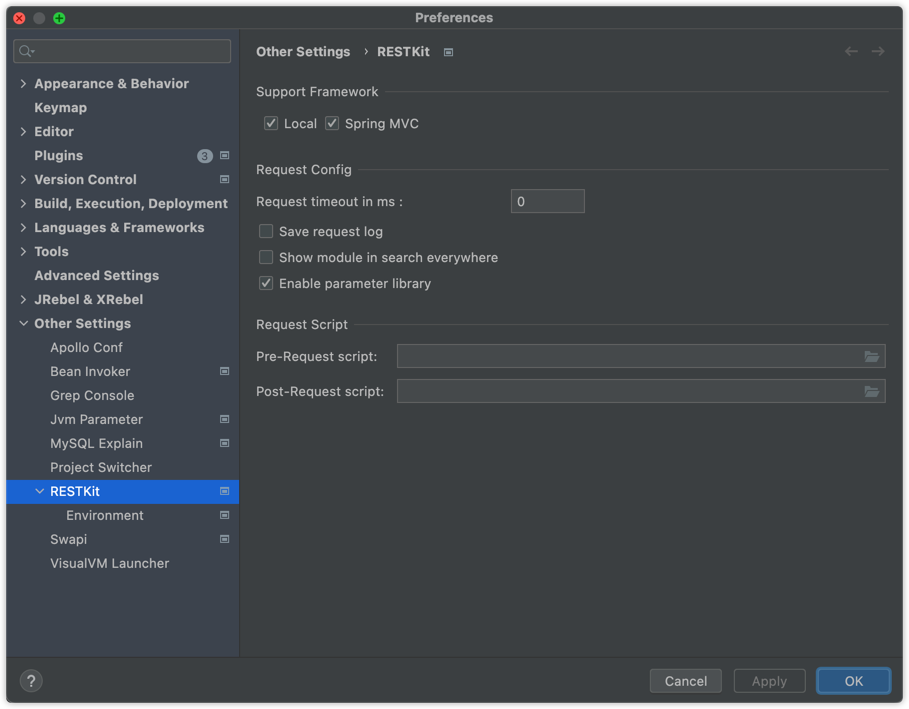 Preferences
Other Settings › RESTKit
Appearance & Behavior
Keymap
Editor
Plugins 3
Version Control
Build, Execution, Deployment
Languages & Frameworks
Tools
Advanced Settings
JRebel & XRebel
Other Settings
Apollo Conf
Bean Invoker
Grep Console
Jvm Parameter
MySQL Explain
Project Switcher
RESTKit
Environment
Swapi
VisualVM Launcher
Support Framework
Local Spring MVC
Request Config
Request timeout in ms : 0
Save request log
Show module in search everywhere
Enable parameter library
Request Script
Pre-Request script:
Post-Request script:
? Cancel Apply OK